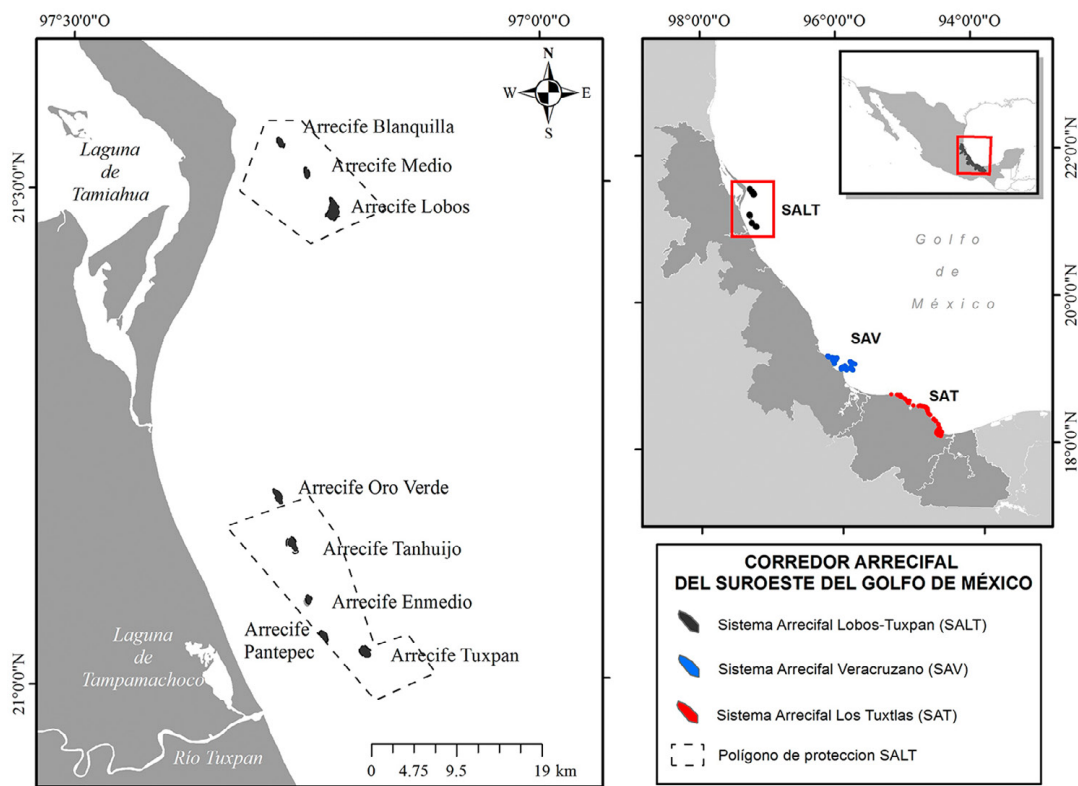 97°30'0"O
97°0'0"O
21°30'0"N
21°0'0"N
N
W
E
S
Arrecife Blanquilla
Arrecife Medio
Arrecife Lobos
Laguna
de
Tamiahua
Arrecife Oro Verde
Arrecife Tanhuijo
Arrecife Enmedio
Arrecife
Pantepec
Arrecife Tuxpan
Laguna
de
Tampamachoco
Río Tuxpan
0
4.75
9.5
19 km
98°0'0"O
96°0'0"O
94°0'0"O
22°0'0"N
20°0'0"N
18°0'0"N
SALT
Golfo
de
México
SAV
SAT
CORREDOR ARRECIFAL
DEL SUROESTE DEL GOLFO DE MÉXICO
Sistema Arrecifal Lobos-Tuxpan (SALT)
Sistema Arrecifal Veracruzano (SAV)
Sistema Arrecifal Los Tuxtlas (SAT)
Polígono de proteccion SALT